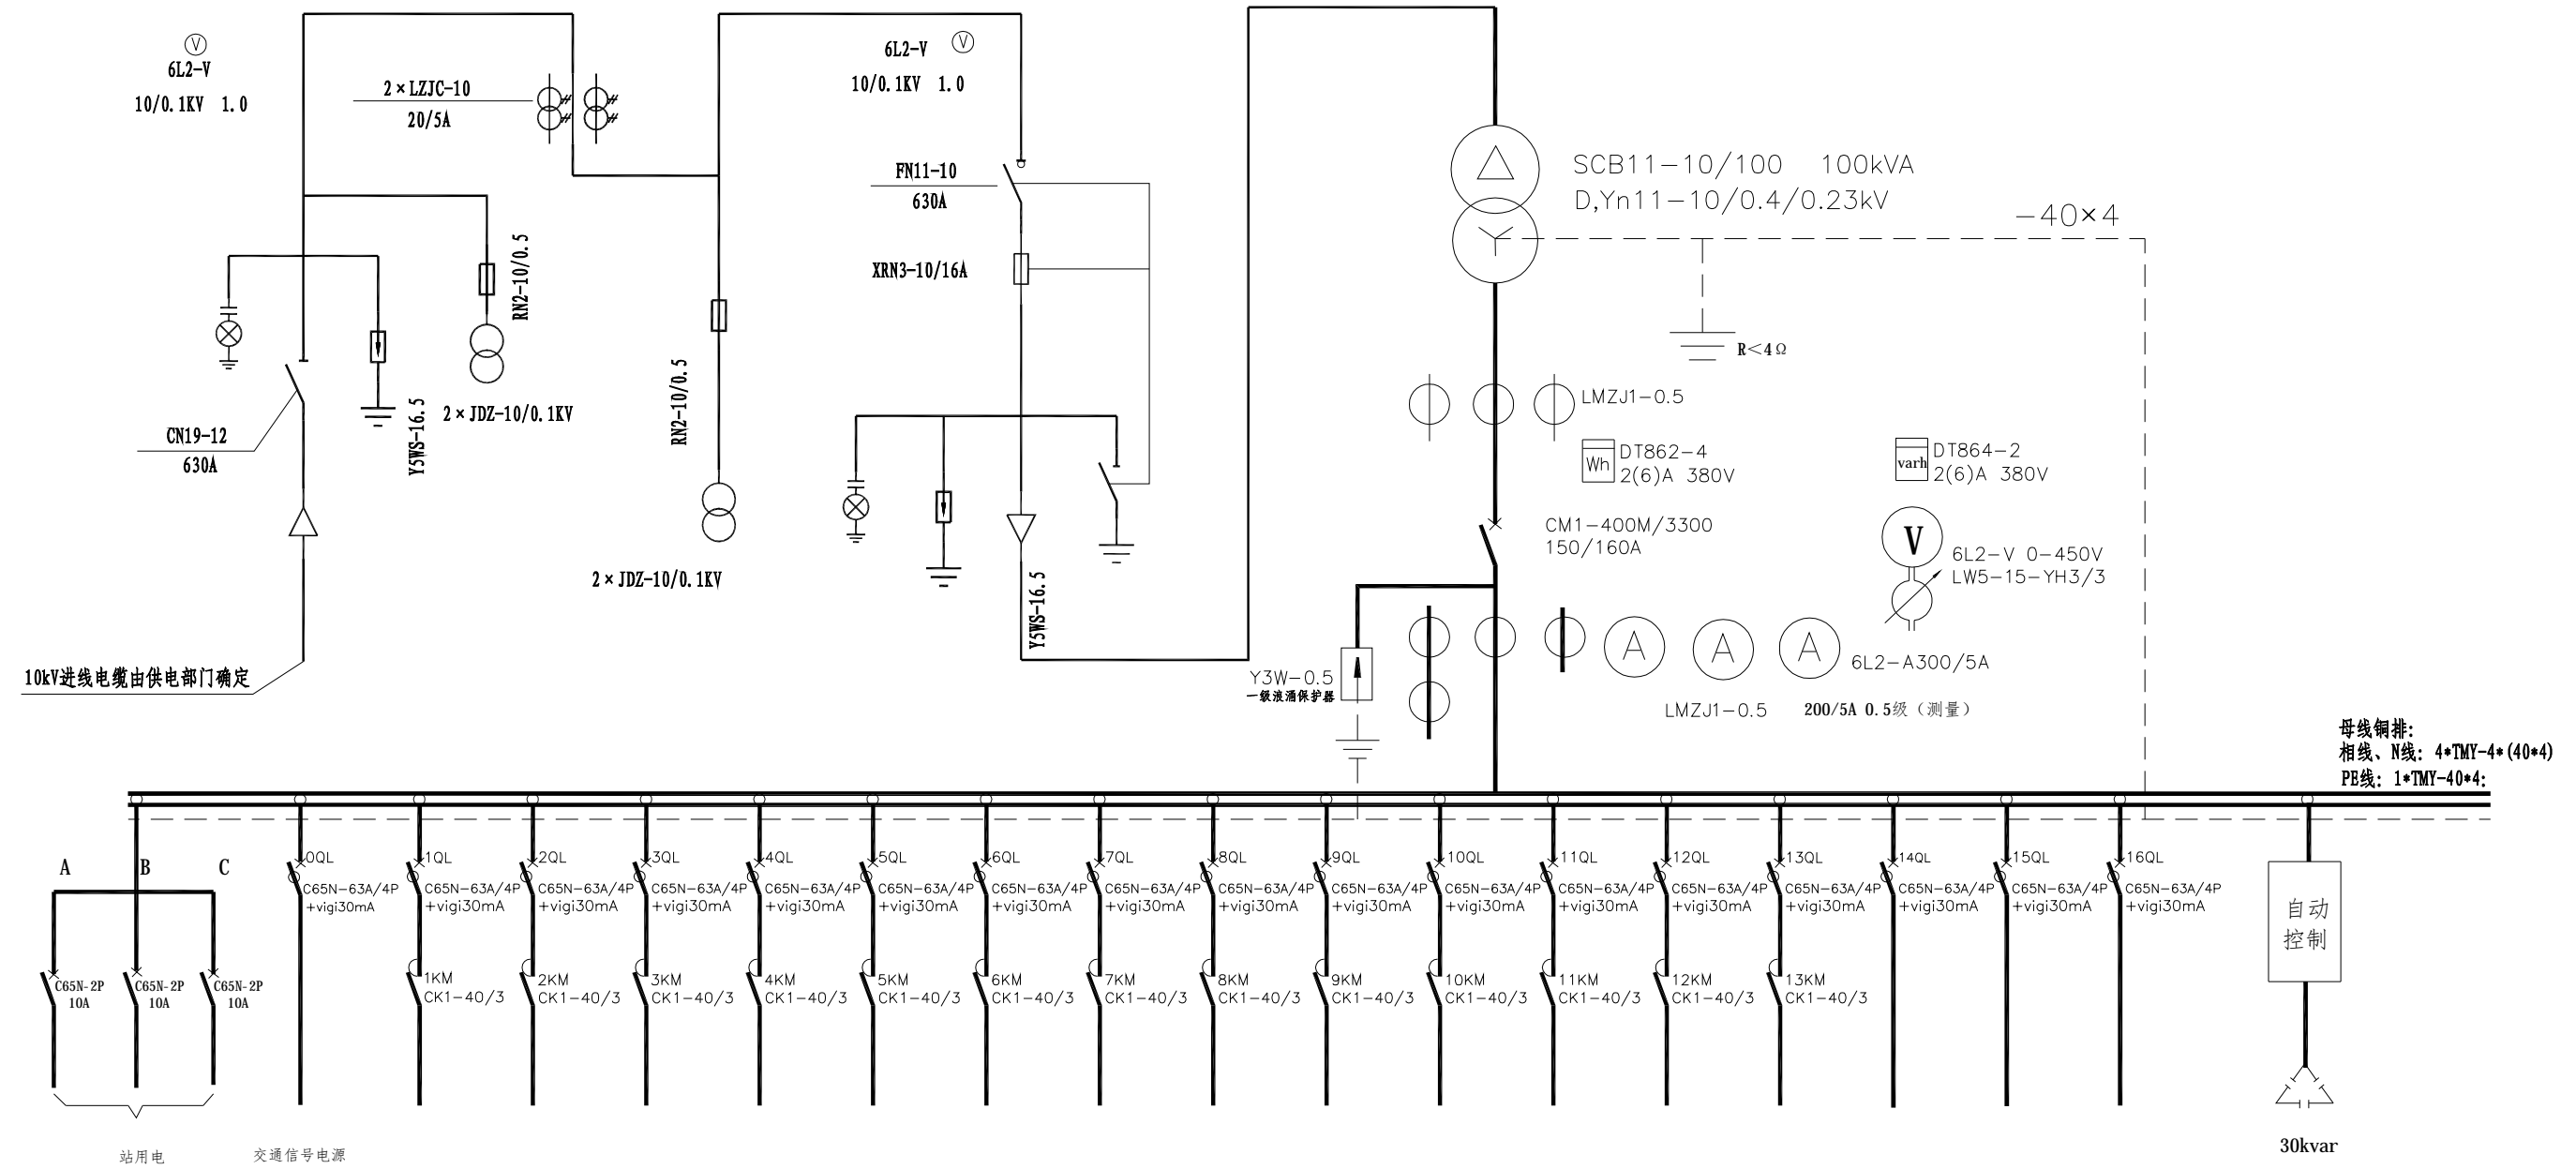 V
6L2-V
10/0.1KV 1.0
2×LZJC-10
20/5A
6L2-V
V
10/0.1KV 1.0
FN11-10
630A
XRN3-10/16A
SCB11-10/100 100kVA
D,Yn11-10/0.4/0.23kV
-40×4
R<4Ω
RN2-10/0.5
2×JDZ-10/0.1KV
Y5WS-16.5
CN19-12
630A
RN2-10/0.5
2×JDZ-10/0.1KV
Y5WS-16.5
10kV进线电缆由供电部门确定
LMZJ1-0.5
Wh
DT862-4
2(6)A 380V
varh
DT864-2
2(6)A 380V
CM1-400M/3300
150/160A
V
6L2-V 0-450V
LW5-15-YH3/3
A
A
A
6L2-A300/5A
Y3W-0.5
一级浪涌保护器
LMZJ1-0.5
200/5A 0.5级（测量）
母线铜排:
相线、N线: 4*TMY-4*(40*4)
PE线: 1*TMY-40*4:
A
B
C
C65N-2P
10A
C65N-2P
10A
C65N-2P
10A
站用电
0QL
C65N-63A/4P
+vigi30mA
交通信号电源
1QL
C65N-63A/4P
+vigi30mA
1KM
CK1-40/3
2QL
C65N-63A/4P
+vigi30mA
2KM
CK1-40/3
3QL
C65N-63A/4P
+vigi30mA
3KM
CK1-40/3
4QL
C65N-63A/4P
+vigi30mA
4KM
CK1-40/3
5QL
C65N-63A/4P
+vigi30mA
5KM
CK1-40/3
6QL
C65N-63A/4P
+vigi30mA
6KM
CK1-40/3
7QL
C65N-63A/4P
+vigi30mA
7KM
CK1-40/3
8QL
C65N-63A/4P
+vigi30mA
8KM
CK1-40/3
9QL
C65N-63A/4P
+vigi30mA
9KM
CK1-40/3
10QL
C65N-63A/4P
+vigi30mA
10KM
CK1-40/3
11QL
C65N-63A/4P
+vigi30mA
11KM
CK1-40/3
12QL
C65N-63A/4P
+vigi30mA
12KM
CK1-40/3
13QL
C65N-63A/4P
+vigi30mA
13KM
CK1-40/3
14QL
C65N-63A/4P
+vigi30mA
15QL
C65N-63A/4P
+vigi30mA
16QL
C65N-63A/4P
+vigi30mA
自动
控制
30kvar